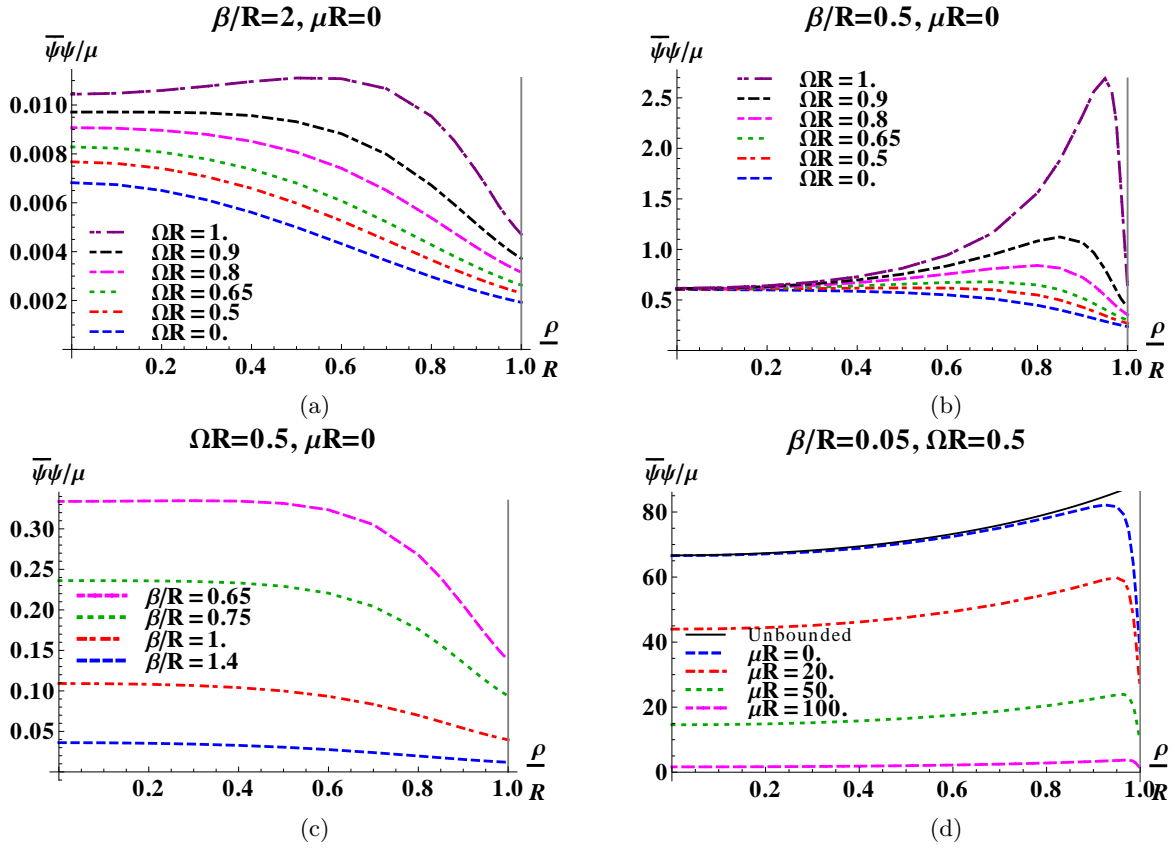 β/R=2, μR=0
ψ̅ψ/μ
0.010
0.008
0.006
0.004
0.002
ΩR=1.
ΩR=0.9
ΩR=0.8
ΩR=0.65
ΩR=0.5
ΩR=0.
0.2 0.4 0.6 0.8 1.0
ρ
R
(a)
β/R=0.5, μR=0
ψ̅ψ/μ
2.5
2.0
1.5
1.0
0.5
ΩR=1.
ΩR=0.9
ΩR=0.8
ΩR=0.65
ΩR=0.5
ΩR=0.
0.2 0.4 0.6 0.8 1.0
ρ
R
(b)
ΩR=0.5, μR=0
ψ̅ψ/μ
0.30
0.25
0.20
0.15
0.10
0.05
β/R=0.65
β/R=0.75
β/R=1.
β/R=1.4
0.2 0.4 0.6 0.8 1.0
ρ
R
(c)
β/R=0.05, ΩR=0.5
ψ̅ψ/μ
80
60
40
20
0
Unbounded
μR=0.
μR=20.
μR=50.
μR=100.
0.2 0.4 0.6 0.8 1.0
ρ
R
(d)